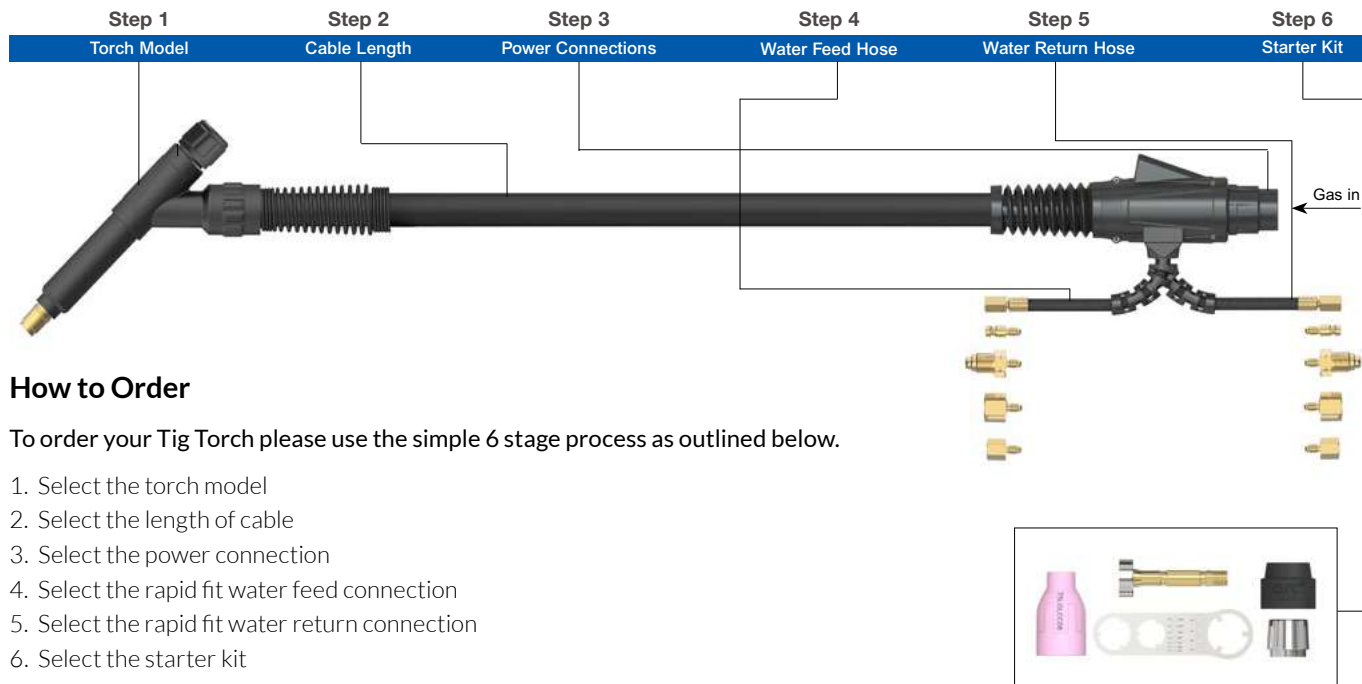 Step 1 Step 2 Step 3 Step 4 Step 5 Step 6
Torch Model Cable Length Power Connections Water Feed Hose Water Return Hose Starter Kit
Gas in
How to Order
To order your Tig Torch please use the simple 6 stage process as outlined below.
1. Select the torch model
2. Select the length of cable
3. Select the power connection
4. Select the rapid fit water feed connection
5. Select the rapid fit water return connection
6. Select the starter kit